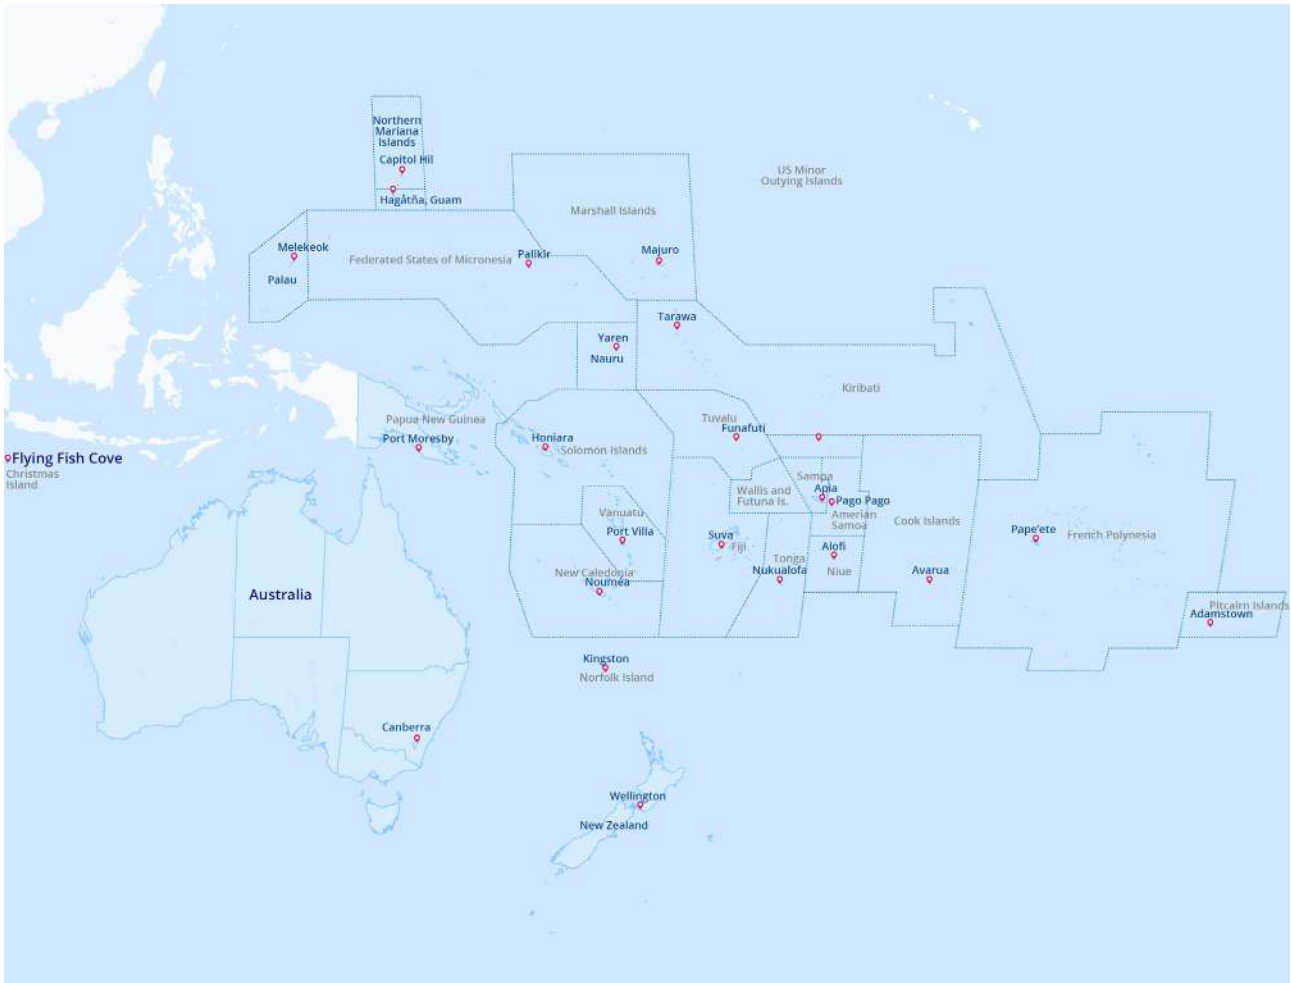 Northern
Mariana
Islands
Capitol Hil
Hagåtña, Guam
US Minor
Outying Islands
Marshall Islands
Melekeok
Federated States of Micronesia
Palikir
Majuro
Palau
Tarawa
Yaren
Nauru
Kiribati
Papua New Guinea
Port Moresby
Honiara
Solomon Islands
Tuvalu
Funafuti
Flying Fish Cove
Christmas
Island
Samoa
Apia
Pago Pago
Amerian
Samoa
Wallis and
Futuna Is.
Vanuatu
Port Villa
Cook Islands
Suva
Fiji
Alofi
Pape'ete
French Polynesia
New Caledonia
Noumea
Tonga
Nukualofa
Niue
Avarua
Australia
Pitcairn Islands
Adamstown
Kingston
Norfolk Island
Canberra
Wellington
New Zealand